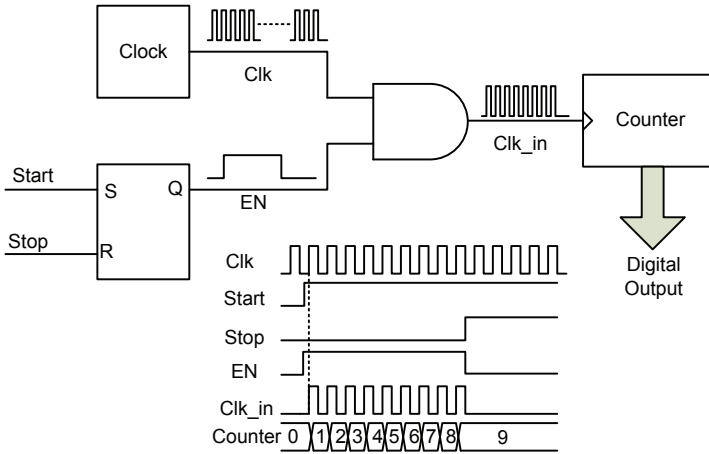 Clock
Clk
Clk_in
Counter
Start
S
Q
EN
Stop
R
Digital
Output
Clk
Start
Stop
EN
Clk_in
Counter 0 1 2 3 4 5 6 7 8 9